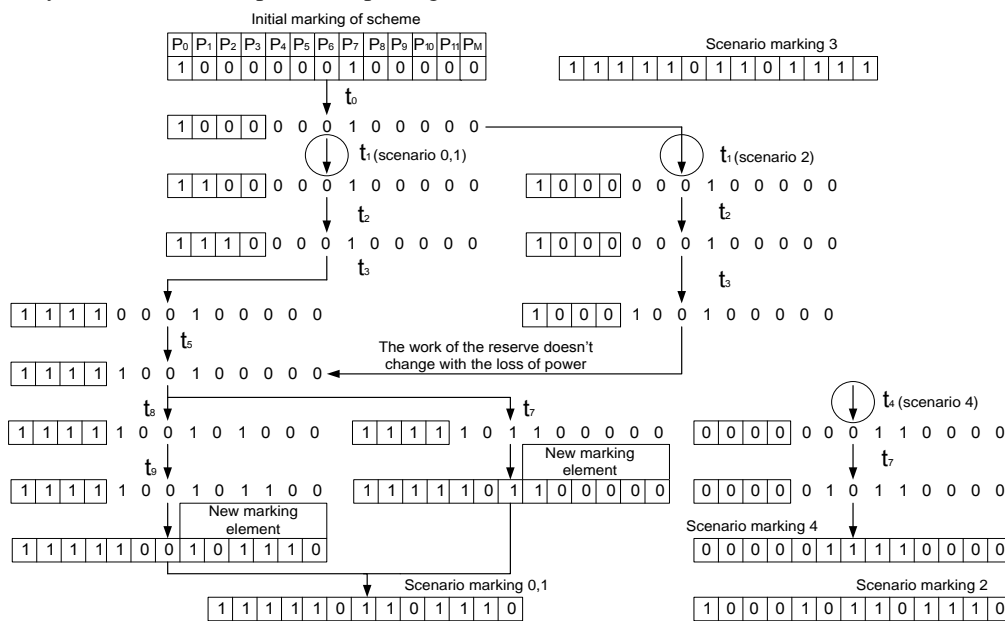 Initial marking of scheme
P0 P1 P2 P3 P4 P5 P6 P7 P8 P9 P10 P11 PM
1 0 0 0 0 0 0 1 0 0 0 0 0
Scenario marking 3
1 1 1 1 1 0 1 1 0 1 1 1 1
t0
1 0 0 0 0 0 0 1 0 0 0 0 0
t1 (scenario 0,1)
t1 (scenario 2)
1 1 0 0 0 0 0 1 0 0 0 0 0
1 0 0 0 0 0 0 1 0 0 0 0 0
t2
t2
1 1 1 0 0 0 0 1 0 0 0 0 0
1 0 0 0 0 0 0 1 0 0 0 0 0
t3
t3
1 1 1 1 0 0 0 1 0 0 0 0 0
1 0 0 0 1 0 0 1 0 0 0 0 0
t5
The work of the reserve doesn't
change with the loss of power
1 1 1 1 1 0 0 1 0 0 0 0 0
t8
t7
t4 (scenario 4)
1 1 1 1 1 0 0 1 0 1 0 0 0
1 1 1 1 1 0 1 1 0 0 0 0 0
0 0 0 0 0 0 0 1 1 0 0 0 0
t9
New marking
element
t7
1 1 1 1 1 0 0 1 0 1 1 0 0
1 1 1 1 1 0 1 1 0 0 0 0 0
0 0 0 0 0 1 0 1 1 0 0 0 0
New marking
element
Scenario marking 4
1 1 1 1 1 0 0 1 0 1 1 1 0
0 0 0 0 0 1 1 1 1 0 0 0 0
Scenario marking 0,1
Scenario marking 2
1 1 1 1 1 0 1 1 0 1 1 1 0
1 0 0 0 1 0 1 1 0 1 1 1 0